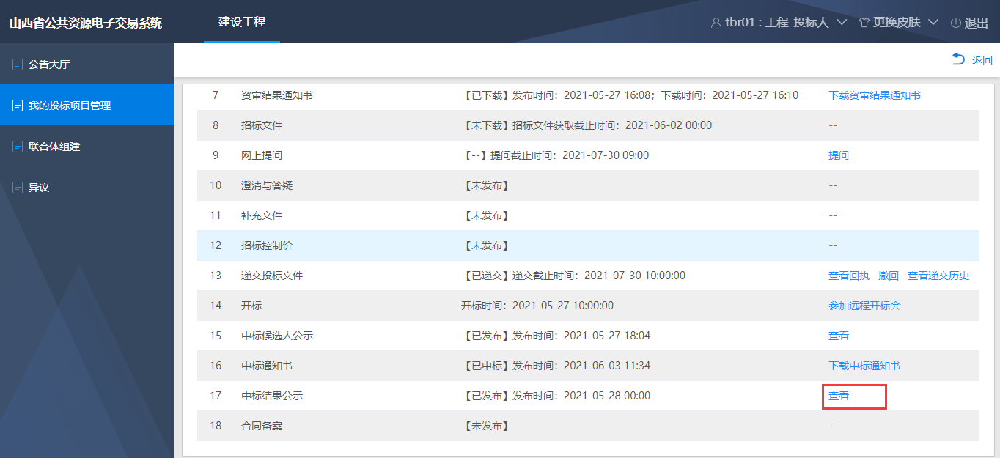 山西省公共资源电子交易系统 建设工程 tbr01 : 工程-投标人 更换皮肤 退出
公告大厅
我的投标项目管理
联合体组建
异议
返回
7 资审结果通知书 【已下载】发布时间：2021-05-27 16:08；下载时间：2021-05-27 16:10 下载资审结果通知书
8 招标文件 【未下载】招标文件获取截止时间：2021-06-02 00:00 --
9 网上提问 【--】提问截止时间：2021-07-30 09:00 提问
10 澄清与答疑 【未发布】 --
11 补充文件 【未发布】 --
12 招标控制价 【未发布】 --
13 递交投标文件 【已递交】递交截止时间：2021-07-30 10:00:00 查看回执 撤回 查看递交历史
14 开标 开标时间：2021-05-27 10:00:00 参加远程开标会
15 中标候选人公示 【已发布】发布时间：2021-05-27 18:04 查看
16 中标通知书 【已中标】发布时间：2021-06-03 11:34 下载中标通知书
17 中标结果公示 【已发布】发布时间：2021-05-28 00:00 查看
18 合同备案 【未发布】 --